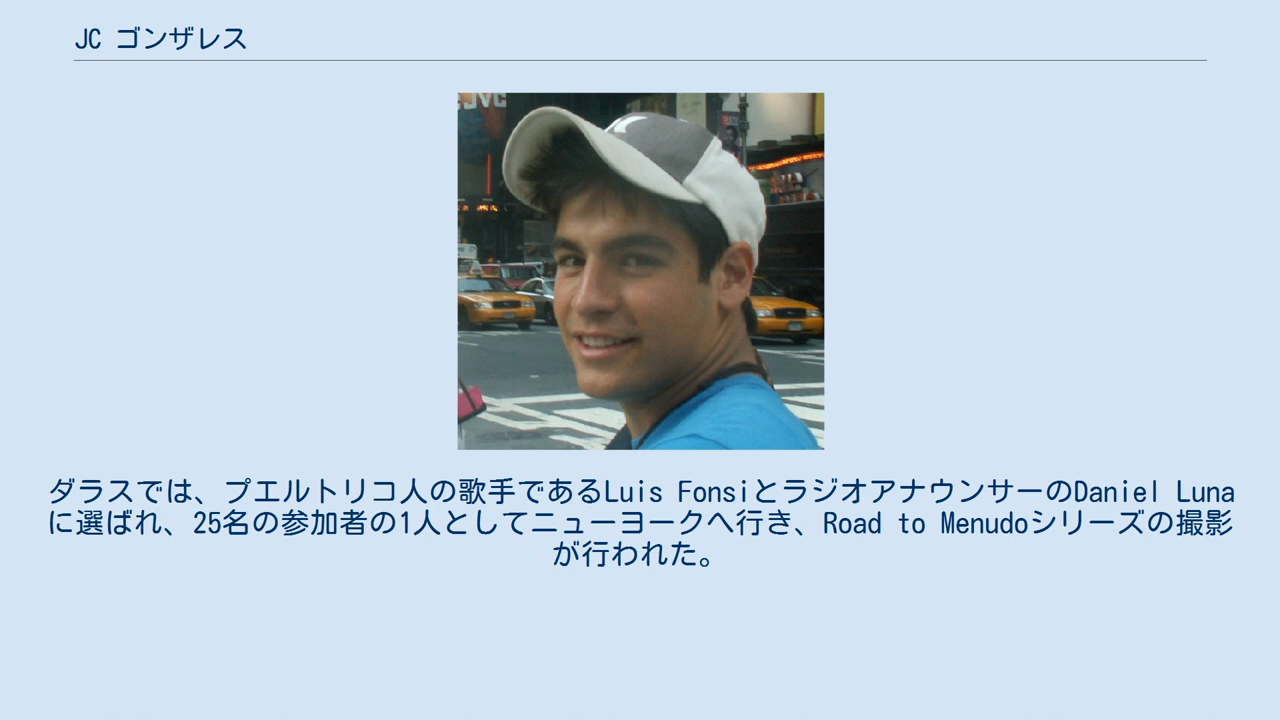 JC ゴンザレス
JVC
ダラスでは、プエルトリコ人の歌手であるLuis FonsiとラジオアナウンサーのDaniel Luna
に選ばれ、25名の参加者の1人としてニューヨークへ行き、Road to Menudoシリーズの撮影
が行われた。